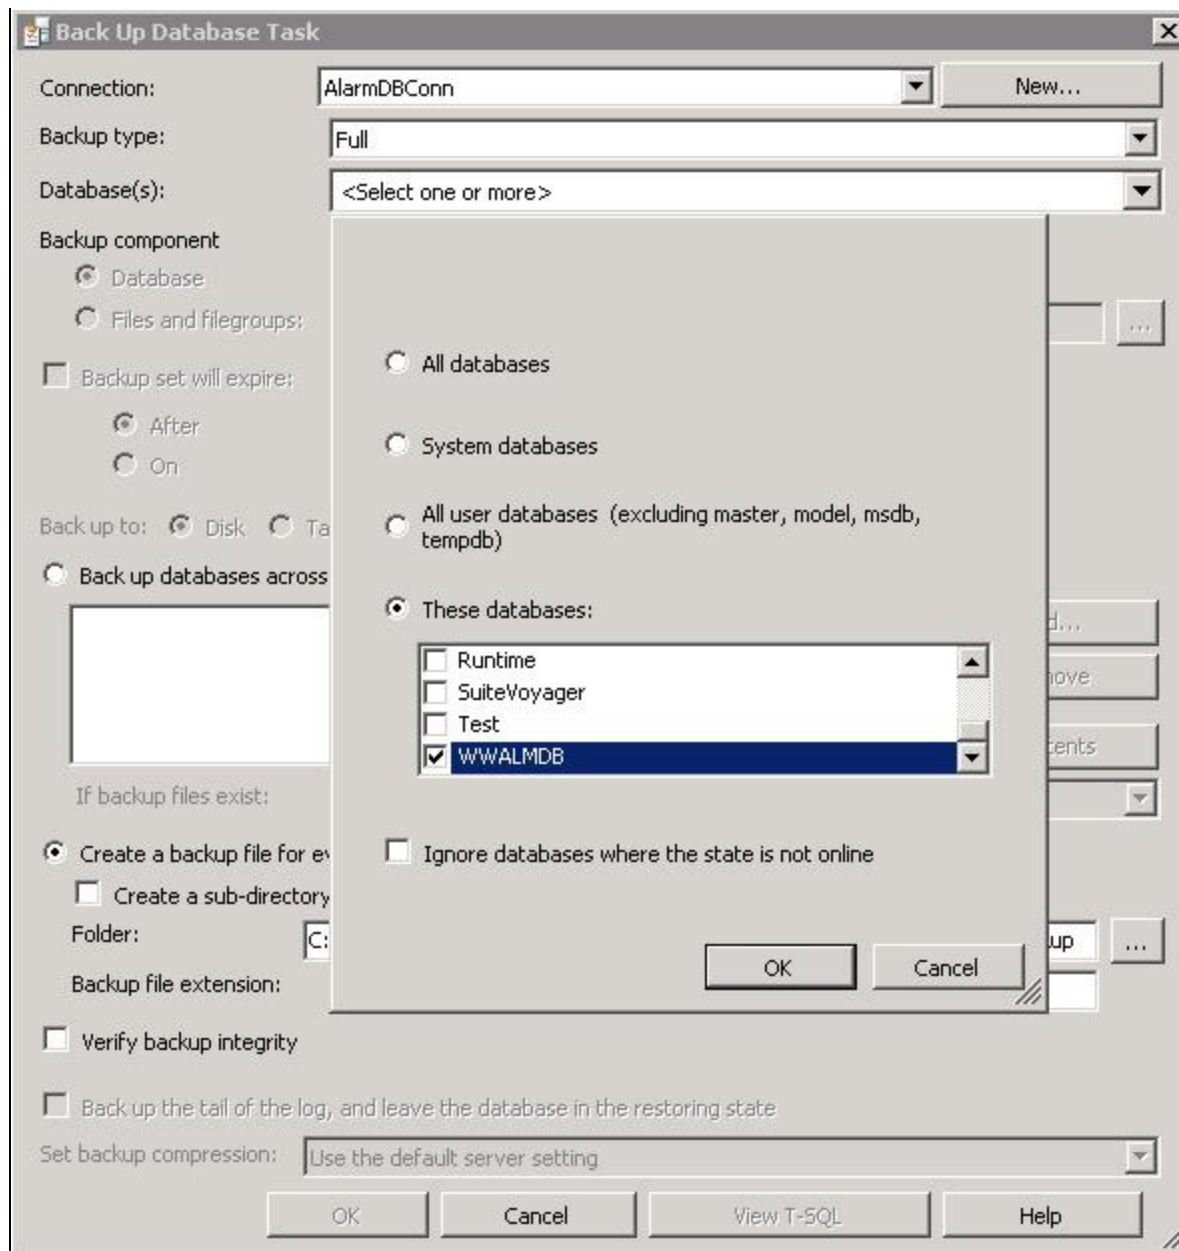 Back Up Database Task
Connection: AlarmDBConn New...
Backup type: Full
Database(s): <Select one or more>
Backup component
Database
Files and filegroups: ...
All databases
Backup set will expire:
After
System databases
On
All user databases (excluding master, model, msdb,
tempdb)
Back up to: Disk
Back up databases across
These databases:
Runtime
SuiteVoyager
Test
WWALMDB
If backup files exist:
Create a backup file for
Ignore databases where the state is not online
Create a sub-directory
Folder: C: ...
OK Cancel
Backup file extension:
Verify backup integrity
Back up the tail of the log, and leave the database in the restoring state
Set backup compression: Use the default server setting
OK Cancel View T-SQL Help